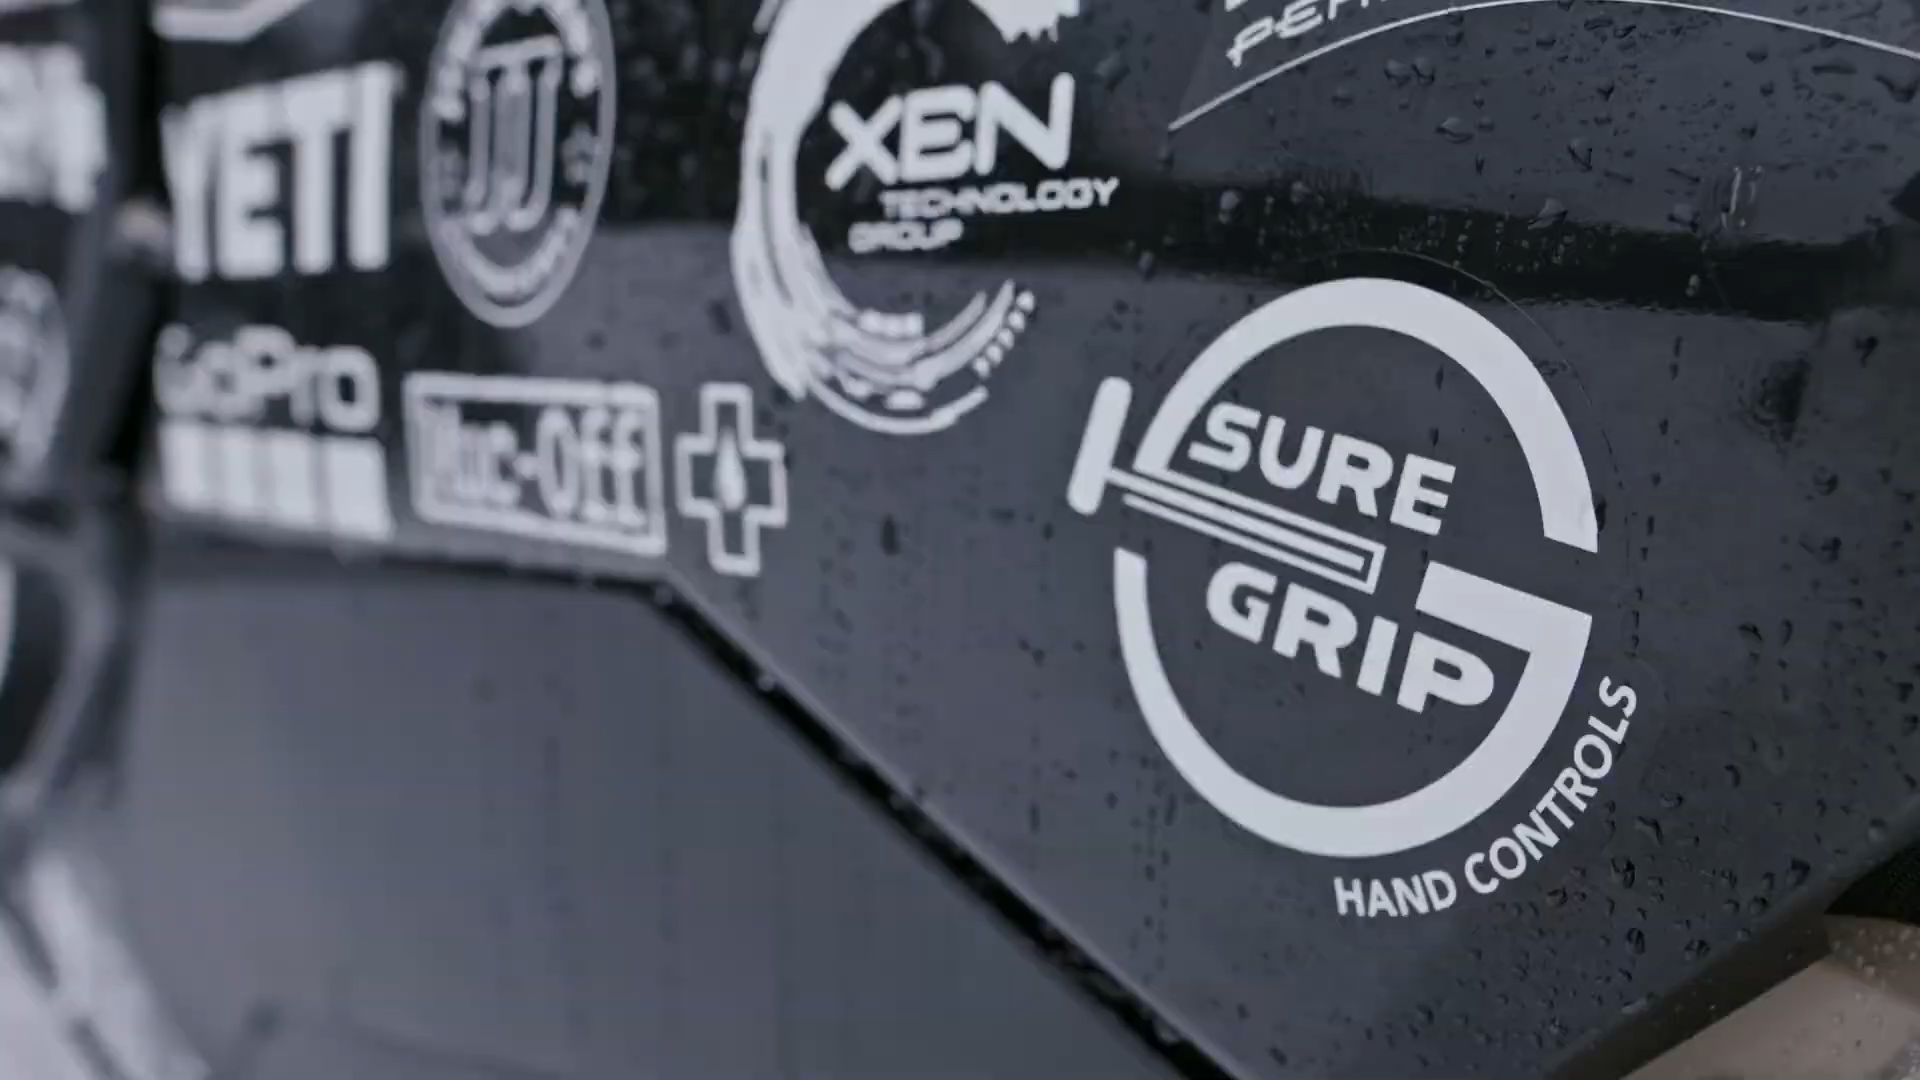 YETI
GoPro
Muc-Off
XEN
TECHNOLOGY
GROUP
SURE
GRIP
HAND CONTROLS